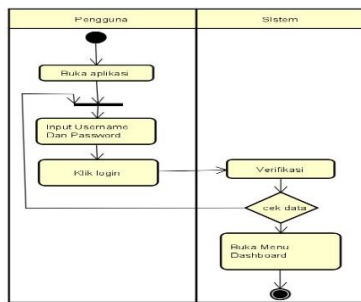 Pengguna
Sistem
Buka aplikasi
Input Username
Dan Password
Klik login
Verifikasi
cek data
Buka Menu
Dashboard